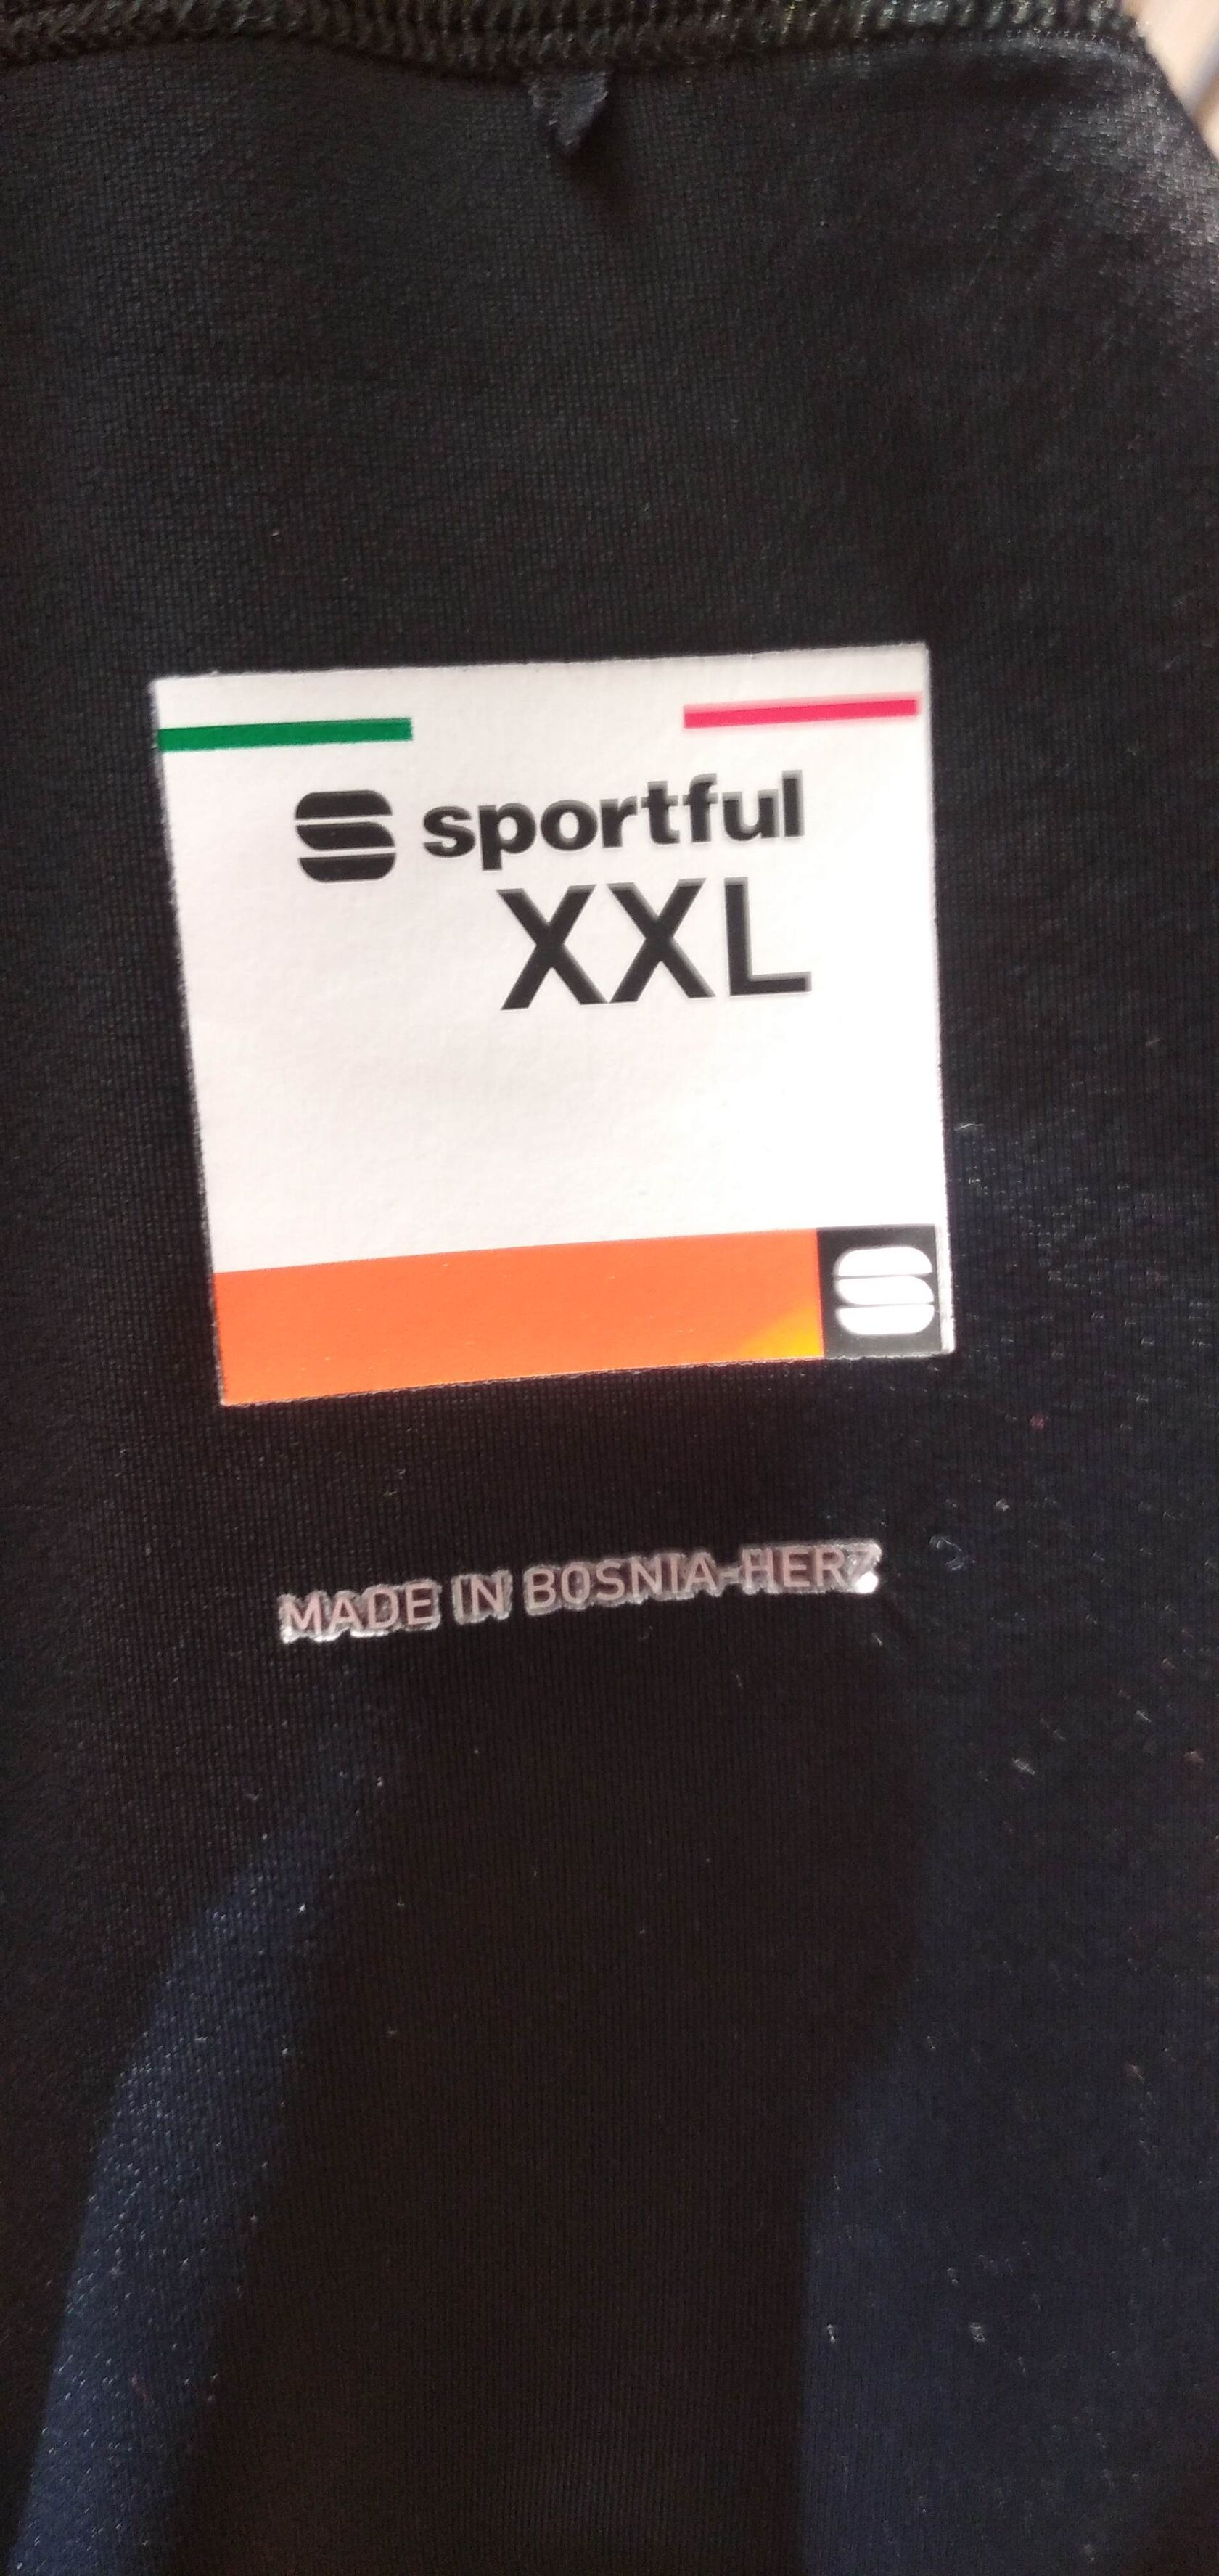 sportful
XXL
MADE IN BOSNIA-HERZ